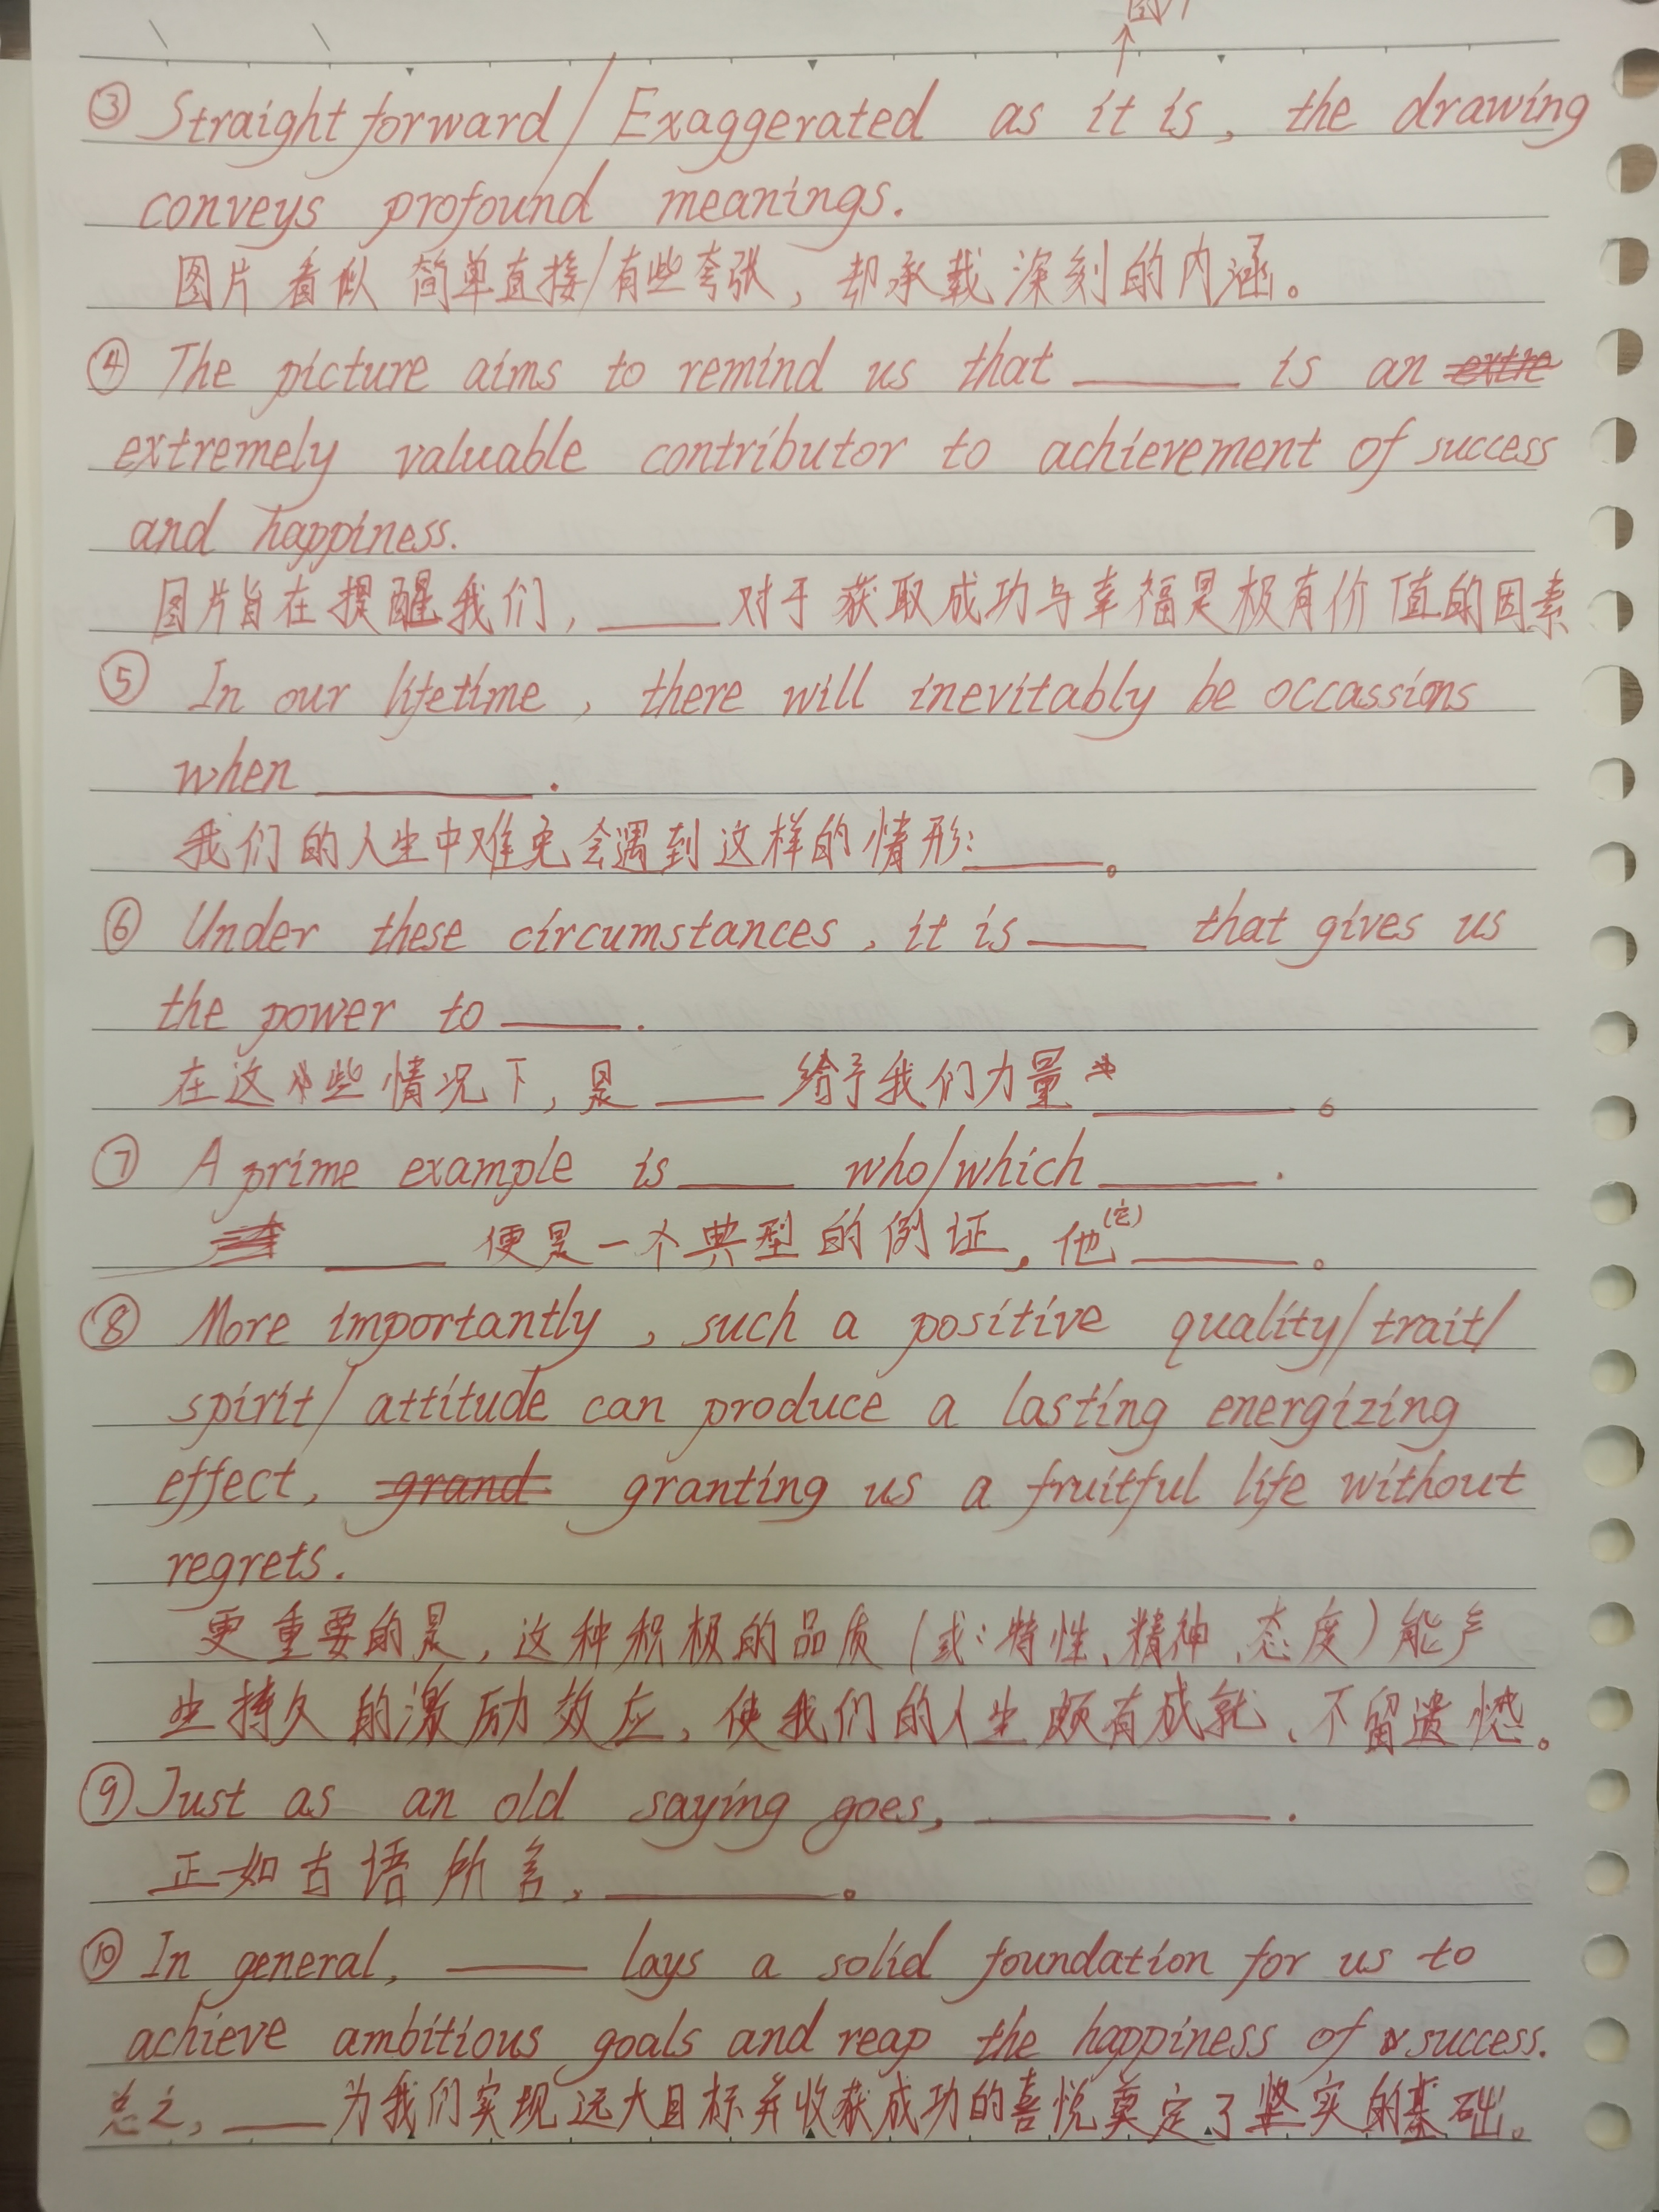 ③ Straightforward / Exaggerated as it is, the drawing
conveys profound meanings.
图片看似简单直接/有些夸张，却承载深刻的内涵。
④ The picture aims to remind us that ______ is an extre
extremely valuable contributor to achievement of success
and happiness.
图片旨在提醒我们，______对于获取成功与幸福是极有价值的因素
⑤ In our lifetime, there will inevitably be occassions
when ______.
我们的人生中难免会遇到这样的情形：______。
⑥ Under these circumstances, it is ______ that gives us
the power to ______.
在这些情况下，是______给予我们力量______。
⑦ A prime example is ______ who/which ______.
______便是一个典型的例证，他(它)______。
⑧ More importantly, such a positive quality/trait/
spirit/attitude can produce a lasting energizing
effect, grand granting us a fruitful life without
regrets.
更重要的是，这种积极的品质（或：特性、精神、态度）能产
生持久的激励效应，使我们的人生颇有成就、不留遗憾。
⑨ Just as an old saying goes, ______.
正如古语所言，______。
⑩ In general, ______ lays a solid foundation for us to
achieve ambitious goals and reap the happiness of success.
总之，______为我们实现远大目标并收获成功的喜悦奠定了坚实的基础。